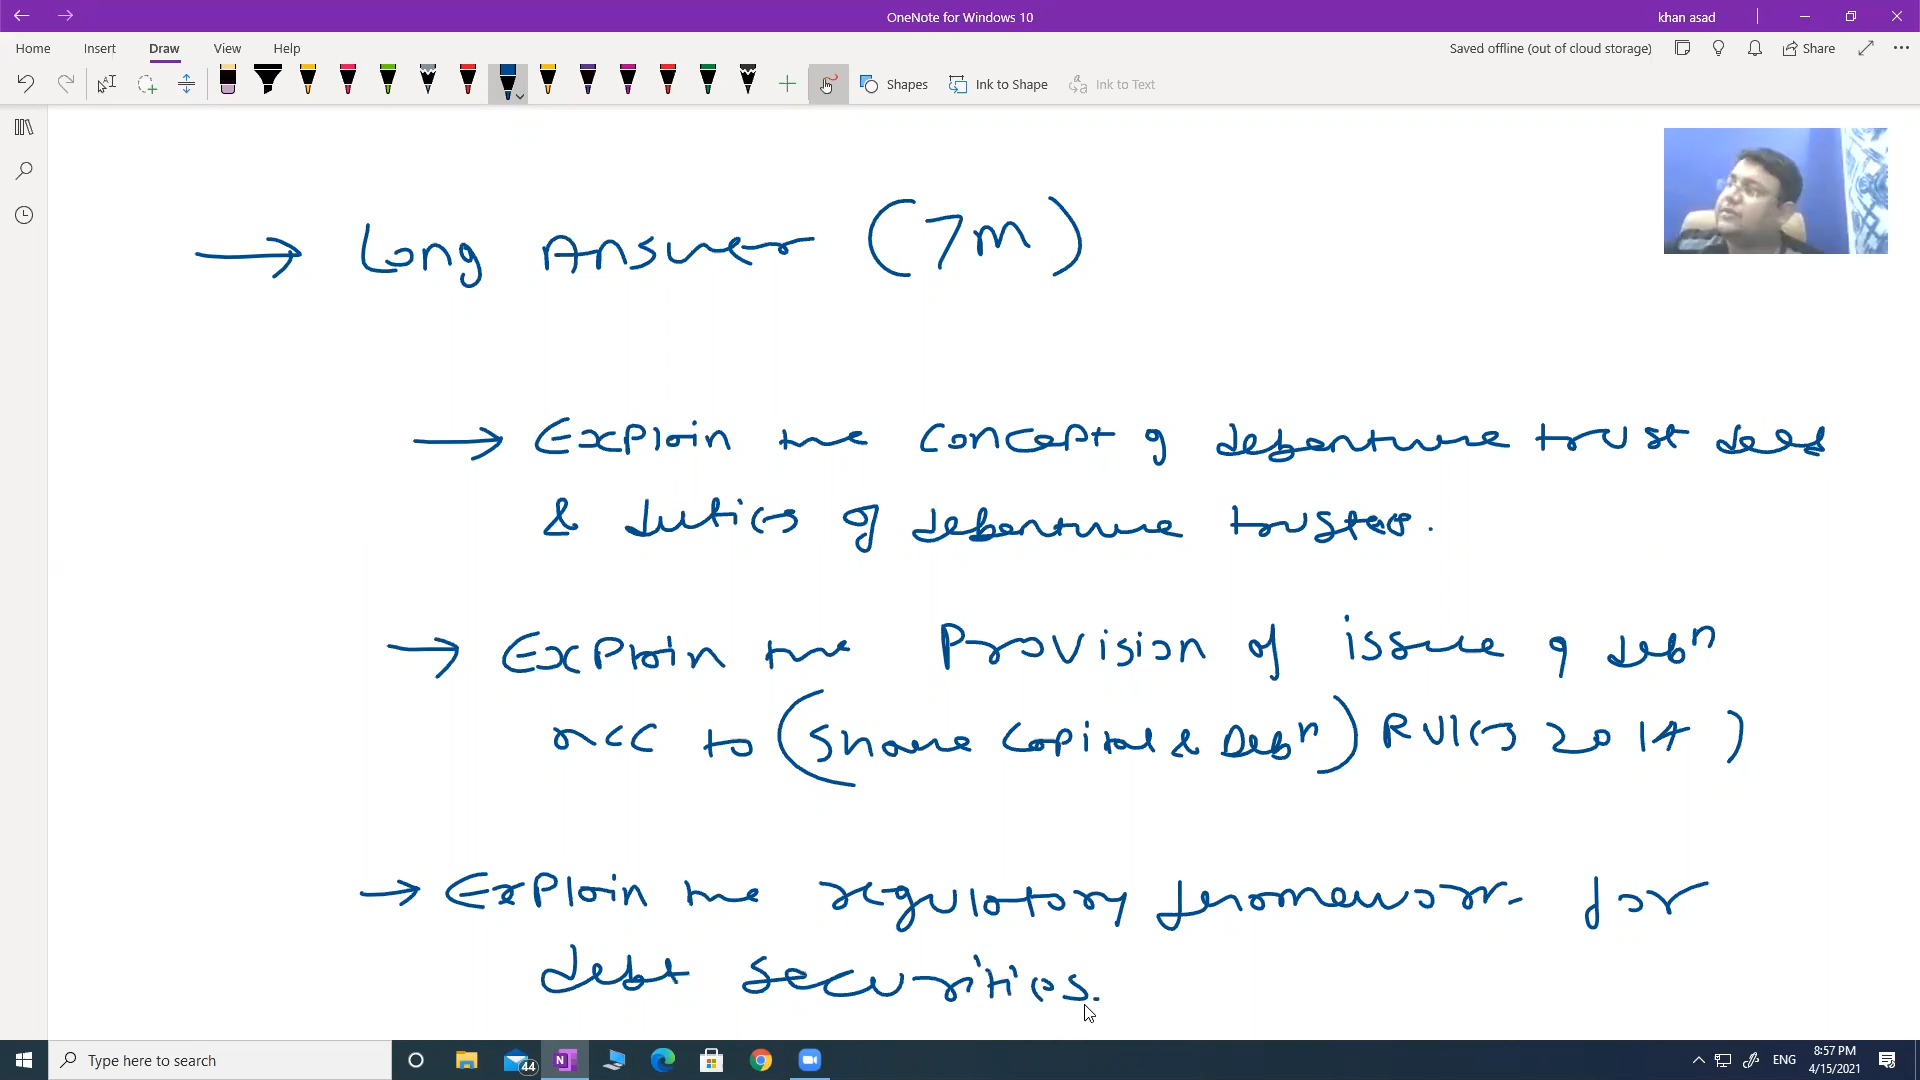 OneNote for Windows 10
khan asad
Home Insert Draw View Help
Saved offline (out of cloud storage) Share
Shapes Ink to Shape Ink to Text
→ Long Answer (7m)
→ Explain the concept of debenture trust deed
& duties of debenture trustee.
→ Explain the Provision of issue of debⁿ
acc to (Share Capital & Debⁿ) Rules 2014)
→ Explain the regulatory framework for
debt securities.
Type here to search
44
ENG
8:57 PM
4/15/2021